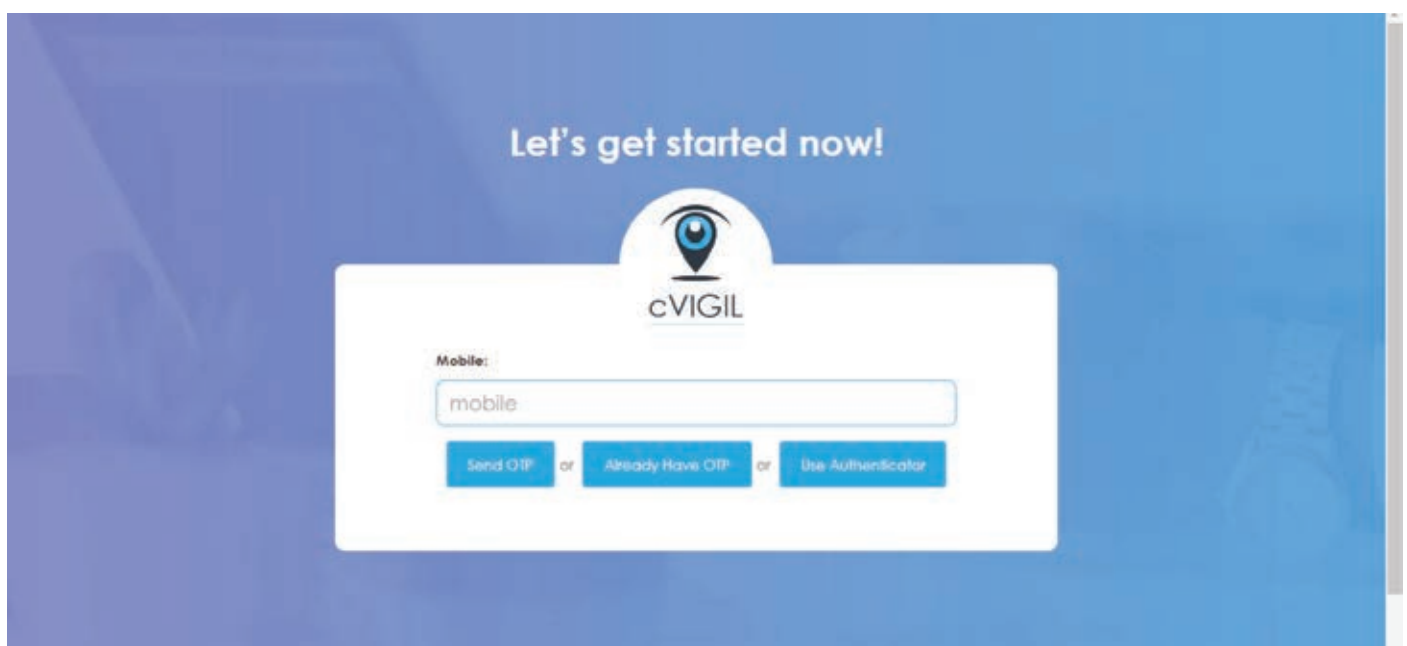 Let's get started now!
cVIGIL
Mobile:
mobile
Send OTP or Already Have OTP or Use Authenticator